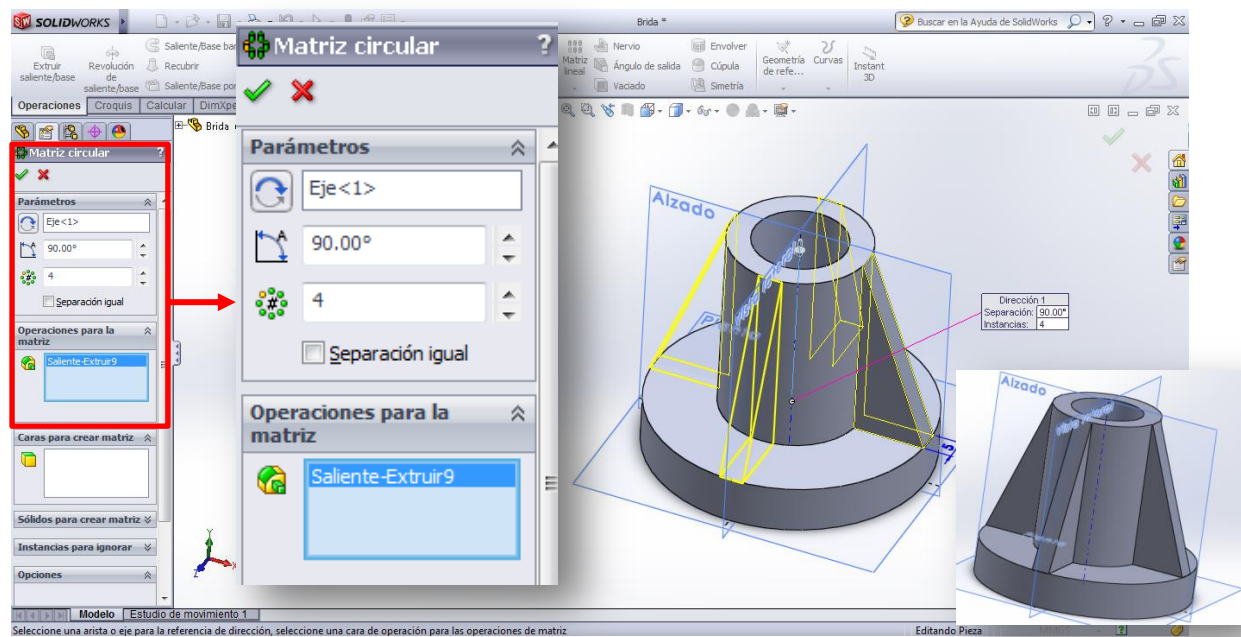 SOLIDWORKS
Brida *
Buscar en la Ayuda de SolidWorks
Extruir saliente/base
Revolución de saliente/base
Saliente/Base bar
Recubrir
Saliente/Base por
Matriz lineal
Nervio
Ángulo de salida
Vaciado
Envolver
Cúpula
Simetría
Geometría de refe...
Curvas
Instant 3D
Operaciones
Croquis
Calcular
DimXpe
Brida
Matriz circular
?
Parámetros
Eje<1>
90.00°
4
Separación igual
Operaciones para la
matriz
Saliente-Extruir9
Caras para crear matriz
Sólidos para crear matriz
Instancias para ignorar
Opciones
Matriz circular
?
Parámetros
Eje<1>
90.00°
4
Separación igual
Operaciones para la
matriz
Saliente-Extruir9
Alzado
Dirección 1
Separación: 90.00°
Instancias: 4
5
Alzado
Y
Z
Modelo
Estudio de movimiento 1
Seleccione una arista o eje para la referencia de dirección, seleccione una cara de operación para las operaciones de matriz
Editando Pieza